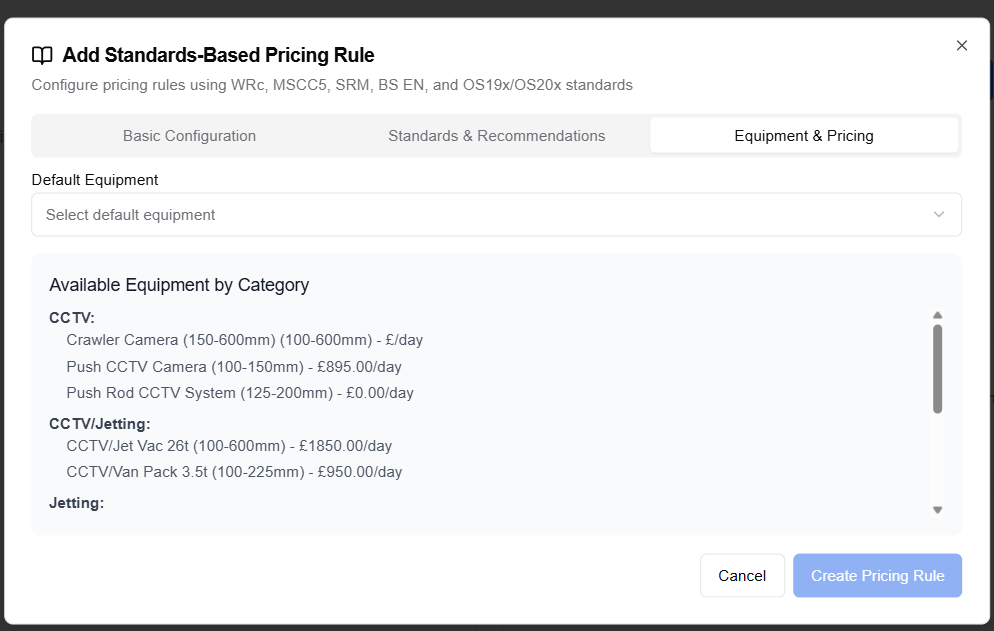 Add Standards-Based Pricing Rule
Configure pricing rules using WRc, MSCC5, SRM, BS EN, and OS19x/OS20x standards
Basic Configuration
Standards & Recommendations
Equipment & Pricing
Default Equipment
Select default equipment
Available Equipment by Category
CCTV:
Crawler Camera (150-600mm) (100-600mm) - £/day
Push CCTV Camera (100-150mm) - £895.00/day
Push Rod CCTV System (125-200mm) - £0.00/day
CCTV/Jetting:
CCTV/Jet Vac 26t (100-600mm) - £1850.00/day
CCTV/Van Pack 3.5t (100-225mm) - £950.00/day
Jetting:
Cancel
Create Pricing Rule